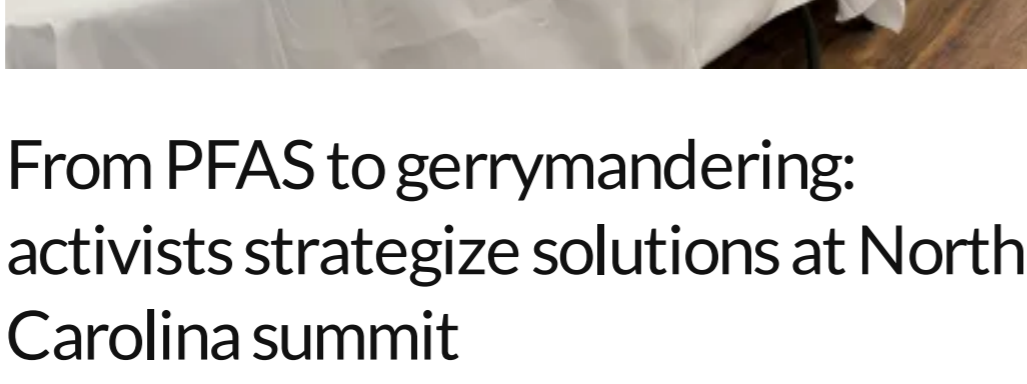 From PFAS to gerrymandering:
activists strategize solutions at North
Carolina summit